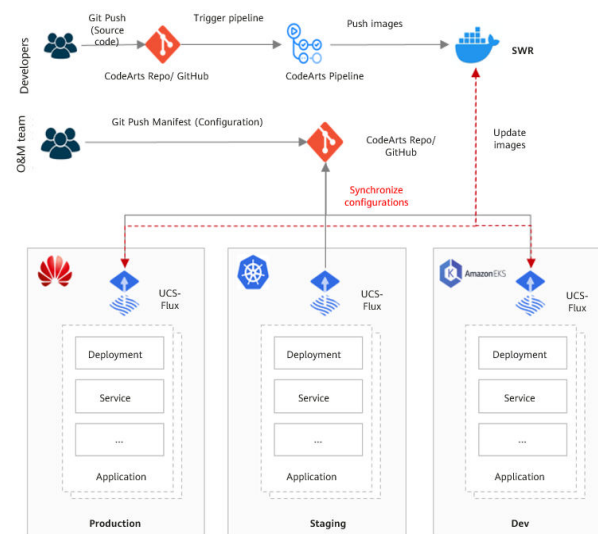 Developers
Git Push
(Source
code)
Trigger pipeline
Push images
CodeArts Repo/ GitHub
CodeArts Pipeline
SWR
O&M team
Git Push Manifest (Configuration)
CodeArts Repo/
GitHub
Update
images
Synchronize
configurations
UCS-
Flux
Deployment
Service
...
Application
Production
UCS-
Flux
Deployment
Service
...
Application
Staging
K
AmazonEKS
UCS-
Flux
Deployment
Service
...
Application
Dev